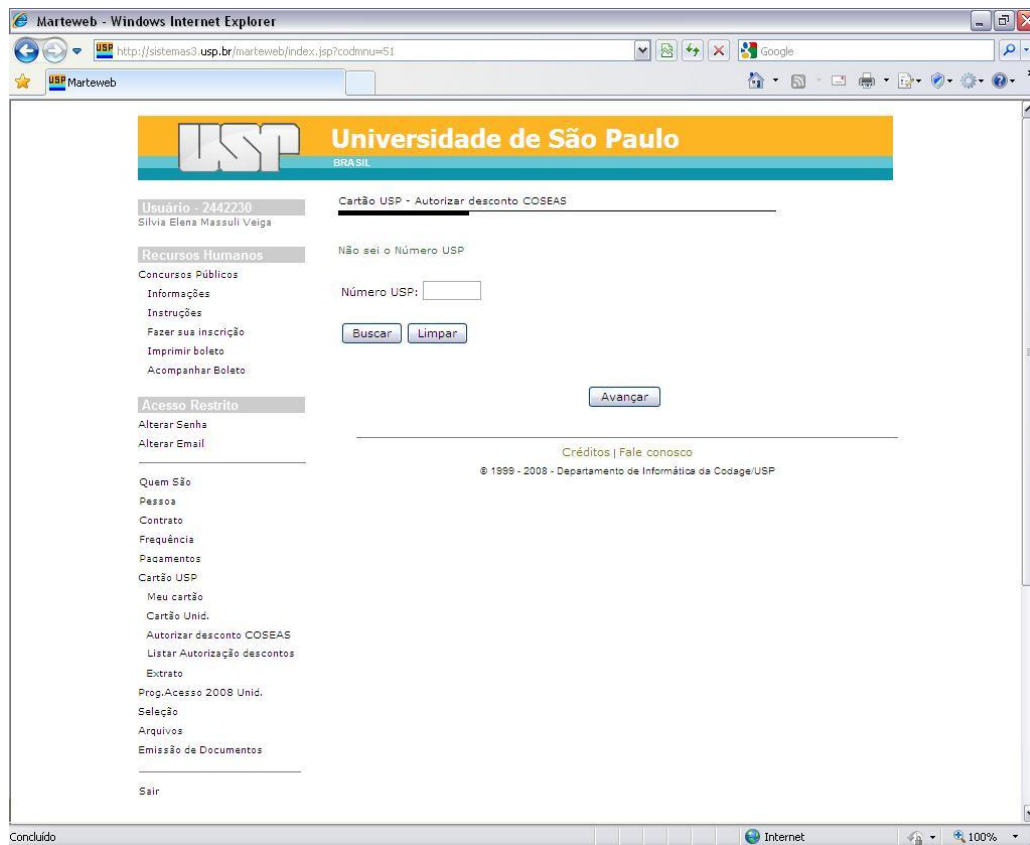 Marteweb - Windows Internet Explorer
http://sistemas3.usp.br/marteweb/index.jsp?codmnu=51
Google
Marteweb
USP
Universidade de São Paulo
BRASIL
Usuário - 2442230
Silvia Elena Massuli Veiga
Recursos Humanos
Concursos Públicos
Informações
Instruções
Fazer sua inscrição
Imprimir boleto
Acompanhar Boleto
Acesso Restrito
Alterar Senha
Alterar Email
Quem São
Pessoa
Contrato
Frequência
Pagamentos
Cartão USP
Meu cartão
Cartão Unid.
Autorizar desconto COSEAS
Listar Autorização descontos
Extrato
Prog.Acesso 2008 Unid.
Seleção
Arquivos
Emissão de Documentos
Sair
Cartão USP - Autorizar desconto COSEAS
Não sei o Número USP
Número USP:
Buscar Limpar
Avançar
Créditos | Fale conosco
© 1999 - 2008 - Departamento de Informática da Codage/USP
Concluído
Internet
100%